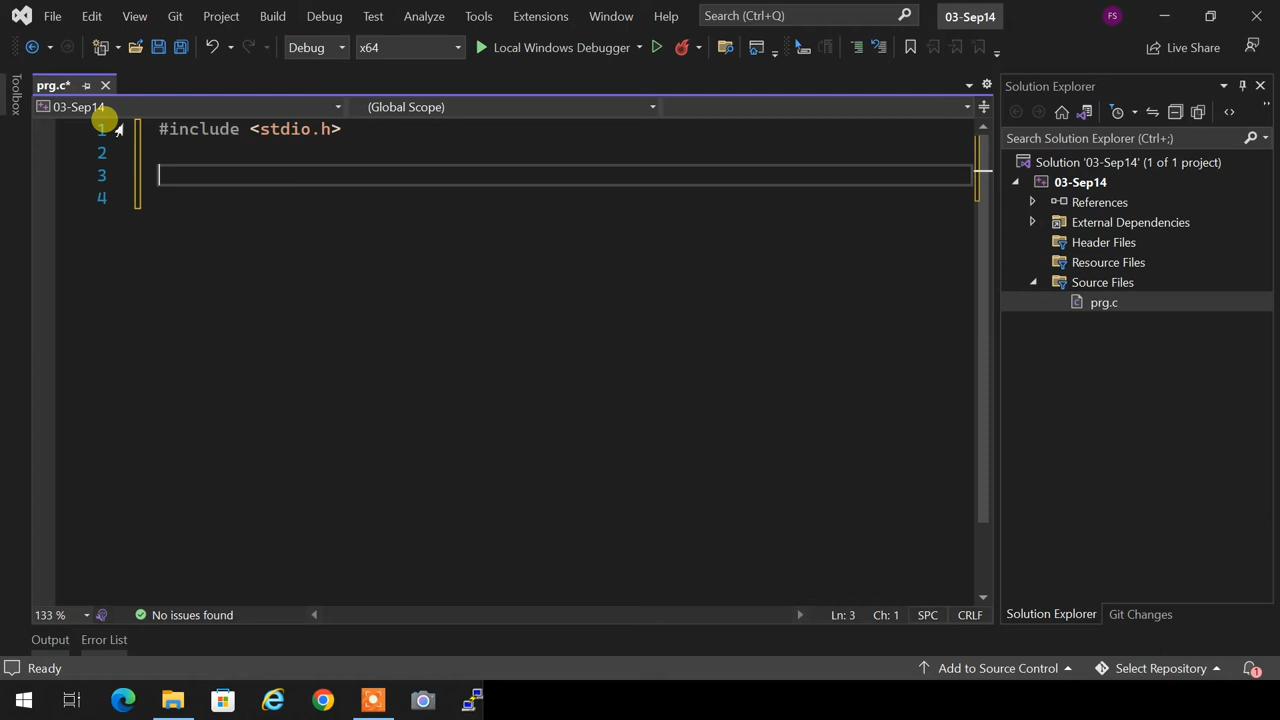 File Edit View Git Project Build Debug Test Analyze Tools Extensions Window Help Search (Ctrl+Q) 03-Sep14 FS
Debug x64 Local Windows Debugger Live Share
Toolbox
prg.c*
03-Sep14 (Global Scope)
1 #include <stdio.h>
2
3
4
133 % No issues found Ln: 3 Ch: 1 SPC CRLF
Solution Explorer
Search Solution Explorer (Ctrl+;)
Solution '03-Sep14' (1 of 1 project)
03-Sep14
References
External Dependencies
Header Files
Resource Files
Source Files
prg.c
Solution Explorer Git Changes
Output Error List
Ready Add to Source Control Select Repository 1